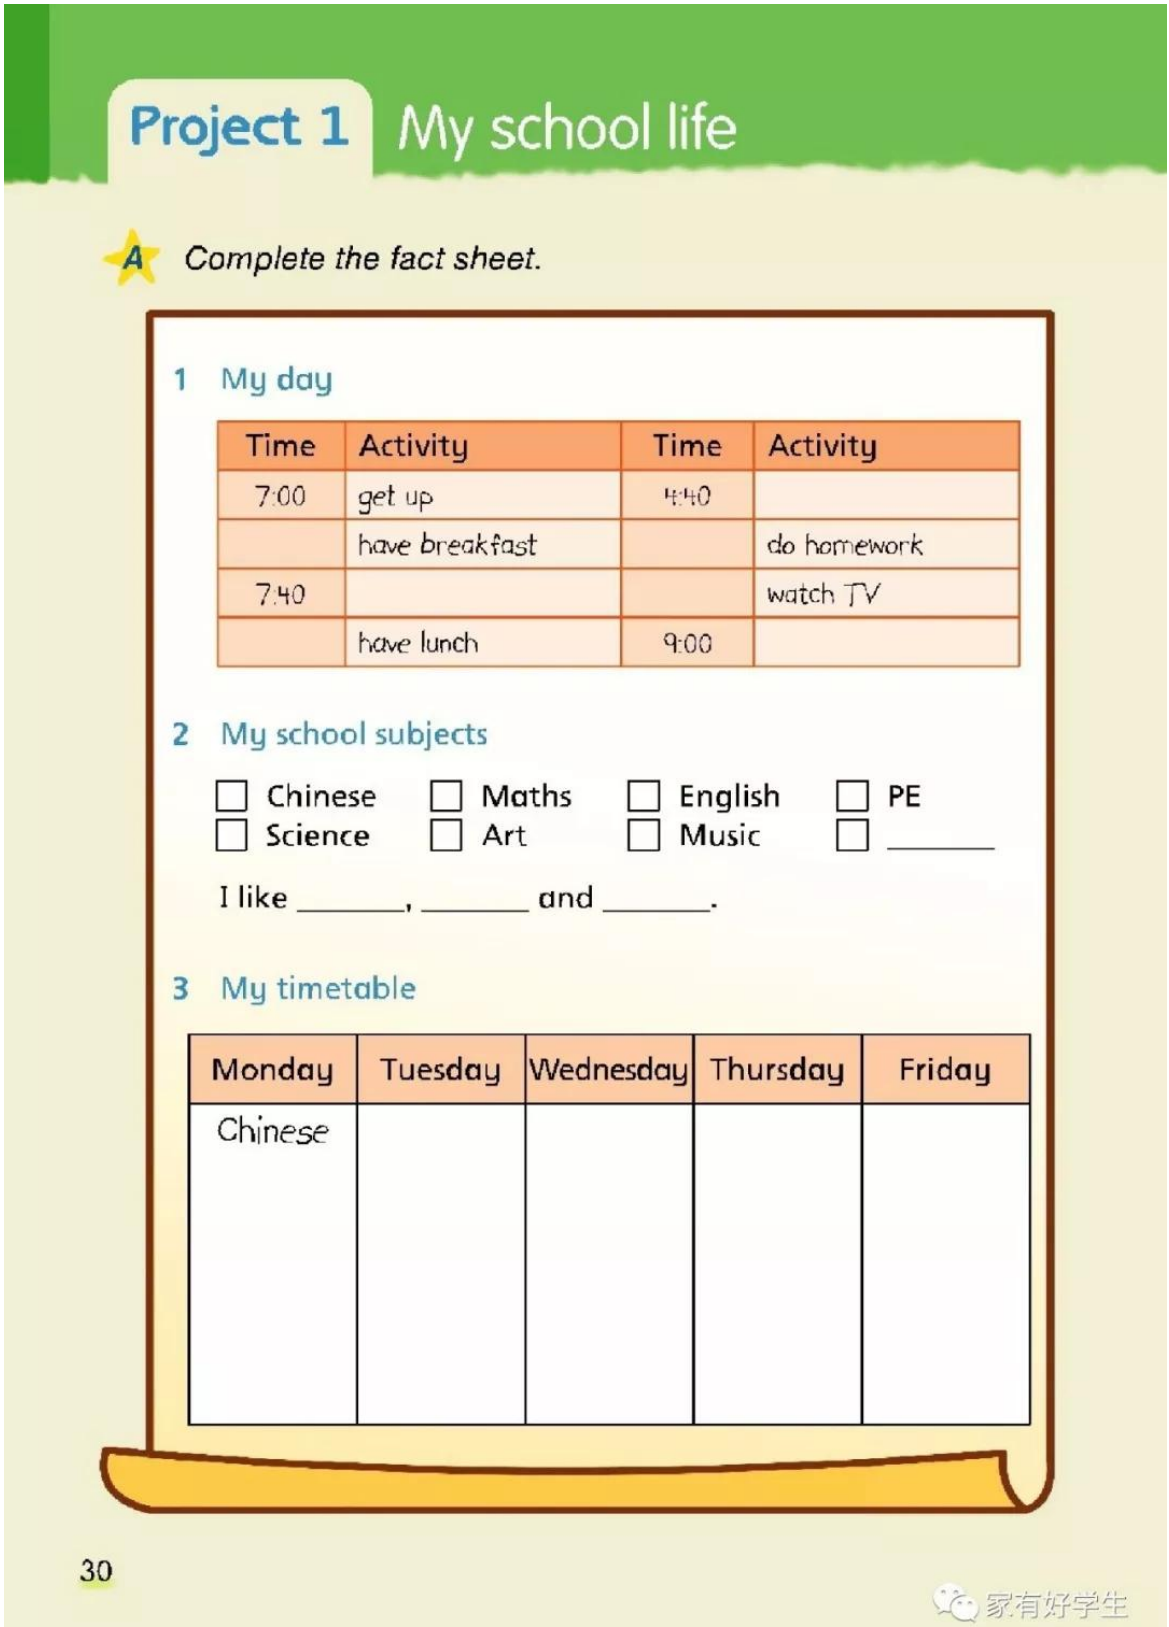 Project 1 My school life
A Complete the fact sheet.
1 My day
Time Activity Time Activity
7:00 get up 4:40
have breakfast do homework
7:40 watch TV
have lunch 9:00
2 My school subjects
Chinese Maths English PE
Science Art Music ______
I like ______, ______ and ______.
3 My timetable
Monday Tuesday Wednesday Thursday Friday
Chinese
30
家有好学生